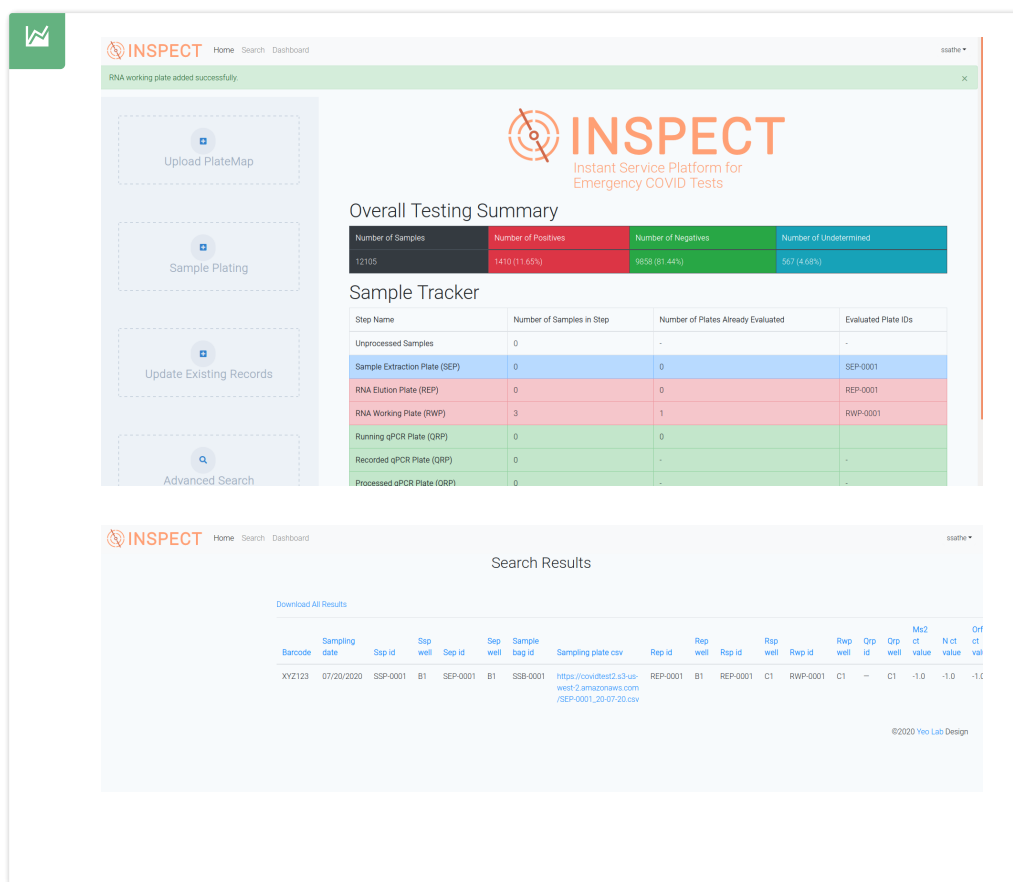 INSPECT Home Search Dashboard ssathe
RNA working plate added successfully. ×
Upload PlateMap
Sample Plating
Update Existing Records
Advanced Search
INSPECT
Instant Service Platform for
Emergency COVID Tests
Overall Testing Summary
Number of Samples Number of Positives Number of Negatives Number of Undetermined
12105 1410 (11.65%) 9858 (81.44%) 567 (4.68%)
Sample Tracker
Step Name Number of Samples in Step Number of Plates Already Evaluated Evaluated Plate IDs
Unprocessed Samples 0 - -
Sample Extraction Plate (SEP) 0 0 SEP-0001
RNA Elution Plate (REP) 0 0 REP-0001
RNA Working Plate (RWP) 3 1 RWP-0001
Running qPCR Plate (QRP) 0 0
Recorded qPCR Plate (QRP) 0 - -
Processed qPCR Plate (QRP) 0 - -
INSPECT Home Search Dashboard ssathe
Search Results
Download All Results
Ms2 Orf
Sampling Ssp Sep Sample Rep Rsp Rwp Qrp Qrp ct N ct ct
Barcode date Ssp id well Sep id well bag id Sampling plate csv Rep id well Rsp id well Rwp id well id well value value valu
XYZ123 07/20/2020 SSP-0001 B1 SEP-0001 B1 SSB-0001 https://covidtest2.s3-us- REP-0001 B1 REP-0001 C1 RWP-0001 C1 — C1 -1.0 -1.0 -1.0
west-2.amazonaws.com
/SEP-0001_20-07-20.csv
©2020 Yeo Lab Design